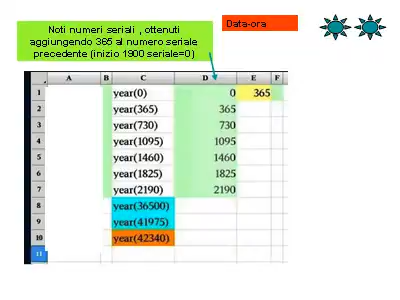 Noti numeri seriali , ottenuti
aggiungendo 365 al numero seriale
precedente (inizio 1900 seriale=0)
Data-ora
A B C D E F
1 year(0) 0 365
2 year(365) 365
3 year(730) 730
4 year(1095) 1095
5 year(1460) 1460
6 year(1825) 1825
7 year(2190) 2190
8 year(36500)
9 year(41975)
10 year(42340)
11